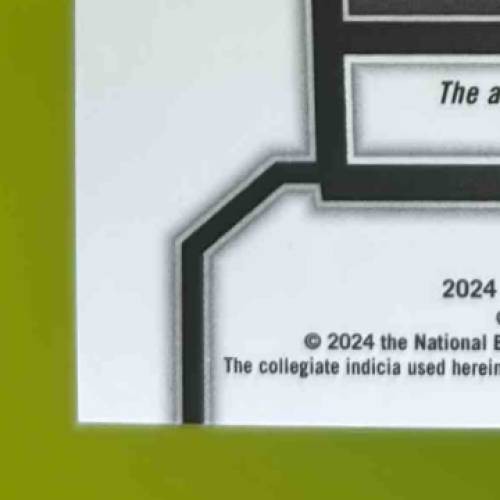 The a
2024
©
© 2024 the National B
The collegiate indicia used herein